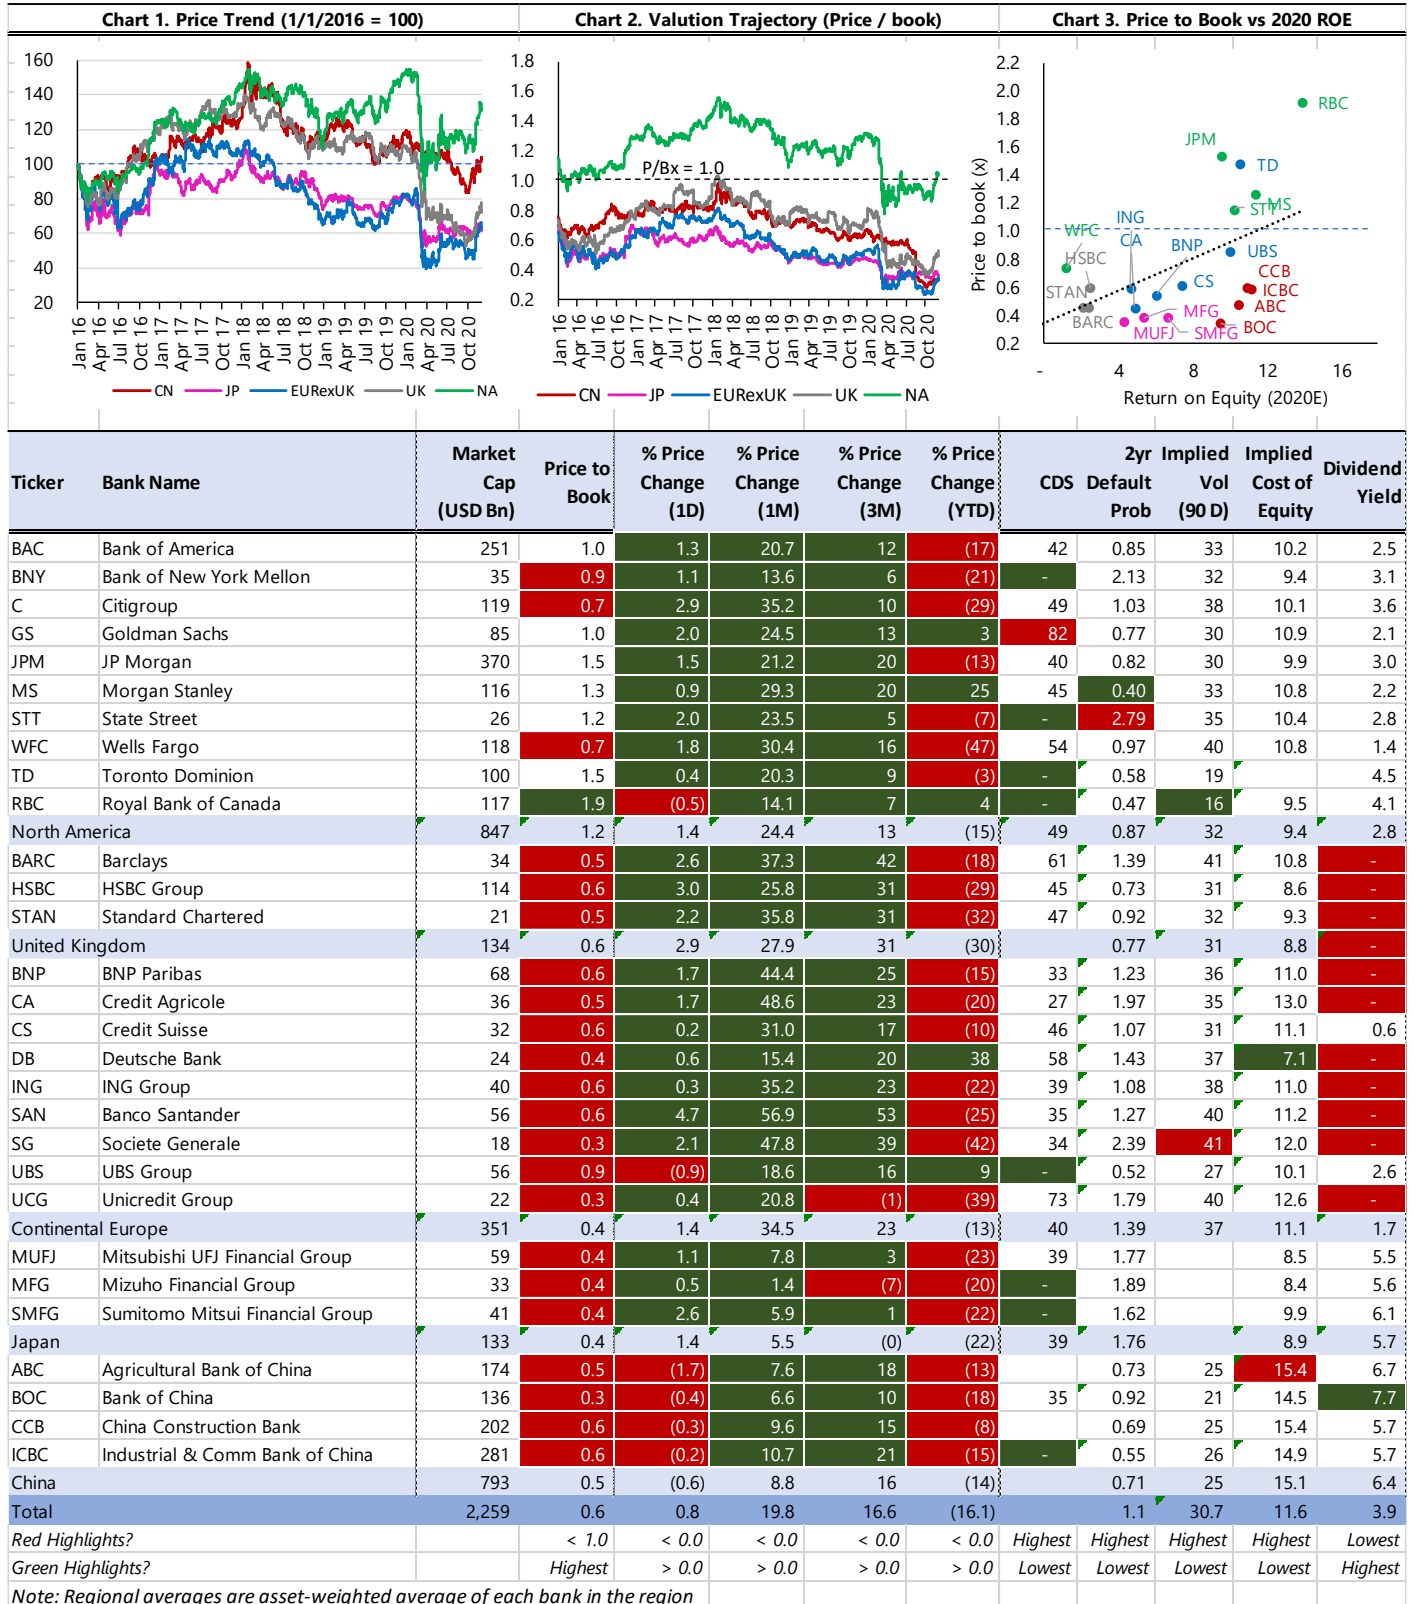 Chart 1. Price Trend (1/1/2016 = 100)
Chart 2. Valution Trajectory (Price / book)
Chart 3. Price to Book vs 2020 ROE
160
140
120
100
80
60
40
20
Jan 16 Apr 16 Jul 16 Oct 16 Jan 17 Apr 17 Jul 17 Oct 17 Jan 18 Apr 18 Jul 18 Oct 18 Jan 19 Apr 19 Jul 19 Oct 19 Jan 20 Apr 20 Jul 20 Oct 20
CN JP EURexUK UK NA
1.8
1.6
1.4
1.2
1.0
0.8
0.6
0.4
0.2
P/Bx = 1.0
Jan 16 Apr 16 Jul 16 Oct 16 Jan 17 Apr 17 Jul 17 Oct 17 Jan 18 Apr 18 Jul 18 Oct 18 Jan 19 Apr 19 Jul 19 Oct 19 Jan 20 Apr 20 Jul 20 Oct 20
CN JP EURexUK UK NA
Price to book (x)
2.2
2.0
1.8
1.6
1.4
1.2
1.0
0.8
0.6
0.4
0.2
RBC
JPM
TD
MS
STT
ING
WFC
CA
BNP
UBS
HSBC
CCB
CS
ICBC
STAN
ABC
MFG
BARC
BOC
MUFJ
SMFG
- 4 8 12 16
Return on Equity (2020E)
Ticker Bank Name Market Cap (USD Bn) Price to Book % Price Change (1D) % Price Change (1M) % Price Change (3M) % Price Change (YTD) CDS 2yr Default Prob Implied Vol (90 D) Implied Cost of Equity Dividend Yield
BAC Bank of America 251 1.0 1.3 20.7 12 (17) 42 0.85 33 10.2 2.5
BNY Bank of New York Mellon 35 0.9 1.1 13.6 6 (21) - 2.13 32 9.4 3.1
C Citigroup 119 0.7 2.9 35.2 10 (29) 49 1.03 38 10.1 3.6
GS Goldman Sachs 85 1.0 2.0 24.5 13 3 82 0.77 30 10.9 2.1
JPM JP Morgan 370 1.5 1.5 21.2 20 (13) 40 0.82 30 9.9 3.0
MS Morgan Stanley 116 1.3 0.9 29.3 20 25 45 0.40 33 10.8 2.2
STT State Street 26 1.2 2.0 23.5 5 (7) - 2.79 35 10.4 2.8
WFC Wells Fargo 118 0.7 1.8 30.4 16 (47) 54 0.97 40 10.8 1.4
TD Toronto Dominion 100 1.5 0.4 20.3 9 (3) - 0.58 19 4.5
RBC Royal Bank of Canada 117 1.9 (0.5) 14.1 7 4 - 0.47 16 9.5 4.1
North America 847 1.2 1.4 24.4 13 (15) 49 0.87 32 9.4 2.8
BARC Barclays 34 0.5 2.6 37.3 42 (18) 61 1.39 41 10.8 -
HSBC HSBC Group 114 0.6 3.0 25.8 31 (29) 45 0.73 31 8.6 -
STAN Standard Chartered 21 0.5 2.2 35.8 31 (32) 47 0.92 32 9.3 -
United Kingdom 134 0.6 2.9 27.9 31 (30) 0.77 31 8.8 -
BNP BNP Paribas 68 0.6 1.7 44.4 25 (15) 33 1.23 36 11.0 -
CA Credit Agricole 36 0.5 1.7 48.6 23 (20) 27 1.97 35 13.0 -
CS Credit Suisse 32 0.6 0.2 31.0 17 (10) 46 1.07 31 11.1 0.6
DB Deutsche Bank 24 0.4 0.6 15.4 20 38 58 1.43 37 7.1 -
ING ING Group 40 0.6 0.3 35.2 23 (22) 39 1.08 38 11.0 -
SAN Banco Santander 56 0.6 4.7 56.9 53 (25) 35 1.27 40 11.2 -
SG Societe Generale 18 0.3 2.1 47.8 39 (42) 34 2.39 41 12.0 -
UBS UBS Group 56 0.9 (0.9) 18.6 16 9 - 0.52 27 10.1 2.6
UCG Unicredit Group 22 0.3 0.4 20.8 (1) (39) 73 1.79 40 12.6 -
Continental Europe 351 0.4 1.4 34.5 23 (13) 40 1.39 37 11.1 1.7
MUFJ Mitsubishi UFJ Financial Group 59 0.4 1.1 7.8 3 (23) 39 1.77 8.5 5.5
MFG Mizuho Financial Group 33 0.4 0.5 1.4 (7) (20) - 1.89 8.4 5.6
SMFG Sumitomo Mitsui Financial Group 41 0.4 2.6 5.9 1 (22) - 1.62 9.9 6.1
Japan 133 0.4 1.4 5.5 (0) (22) 39 1.76 8.9 5.7
ABC Agricultural Bank of China 174 0.5 (1.7) 7.6 18 (13) 0.73 25 15.4 6.7
BOC Bank of China 136 0.3 (0.4) 6.6 10 (18) 35 0.92 21 14.5 7.7
CCB China Construction Bank 202 0.6 (0.3) 9.6 15 (8) 0.69 25 15.4 5.7
ICBC Industrial & Comm Bank of China 281 0.6 (0.2) 10.7 21 (15) - 0.55 26 14.9 5.7
China 793 0.5 (0.6) 8.8 16 (14) 0.71 25 15.1 6.4
Total 2,259 0.6 0.8 19.8 16.6 (16.1) 1.1 30.7 11.6 3.9
Red Highlights? < 1.0 < 0.0 < 0.0 < 0.0 < 0.0 Highest Highest Highest Highest Lowest
Green Highlights? Highest > 0.0 > 0.0 > 0.0 > 0.0 Lowest Lowest Lowest Lowest Highest
Note: Regional averages are asset-weighted average of each bank in the region